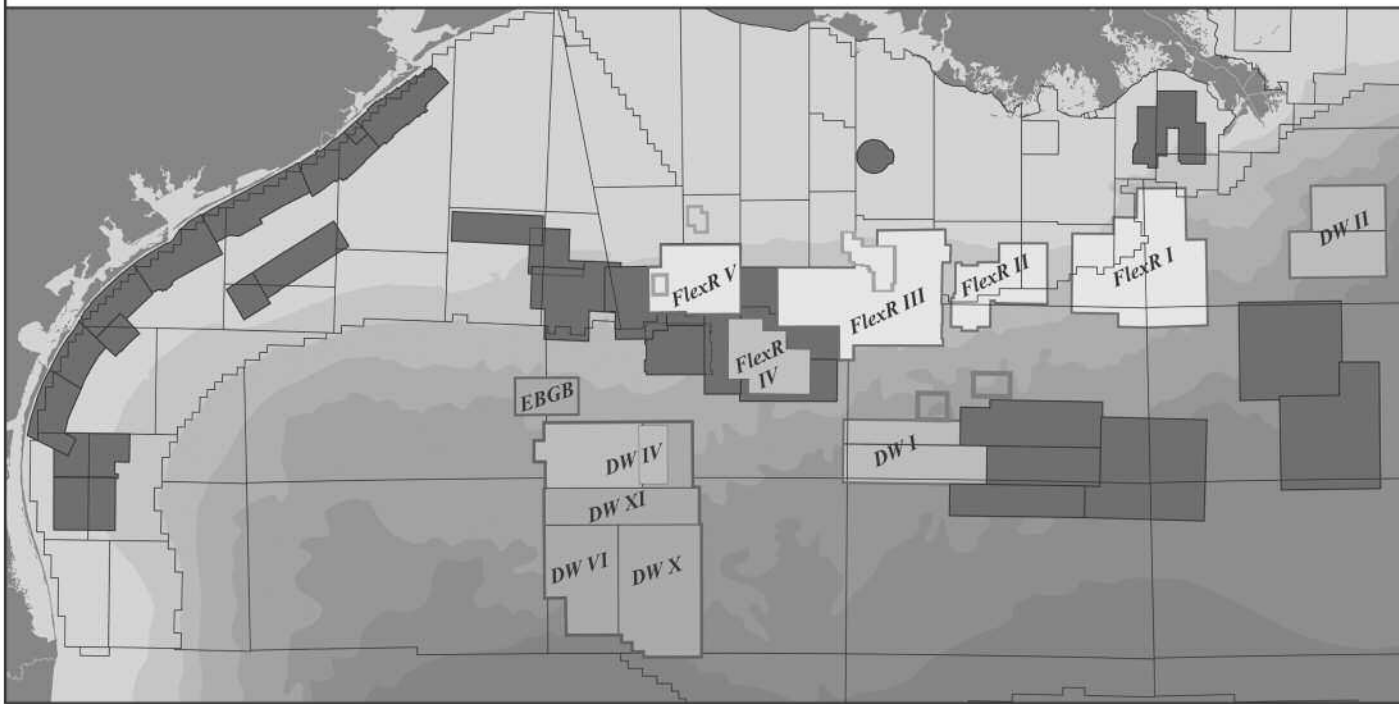 DW II
FlexR I
FlexR II
FlexR V
FlexR III
FlexR
IV
EBGB
DW I
DW IV
DW XI
DW VI
DW X